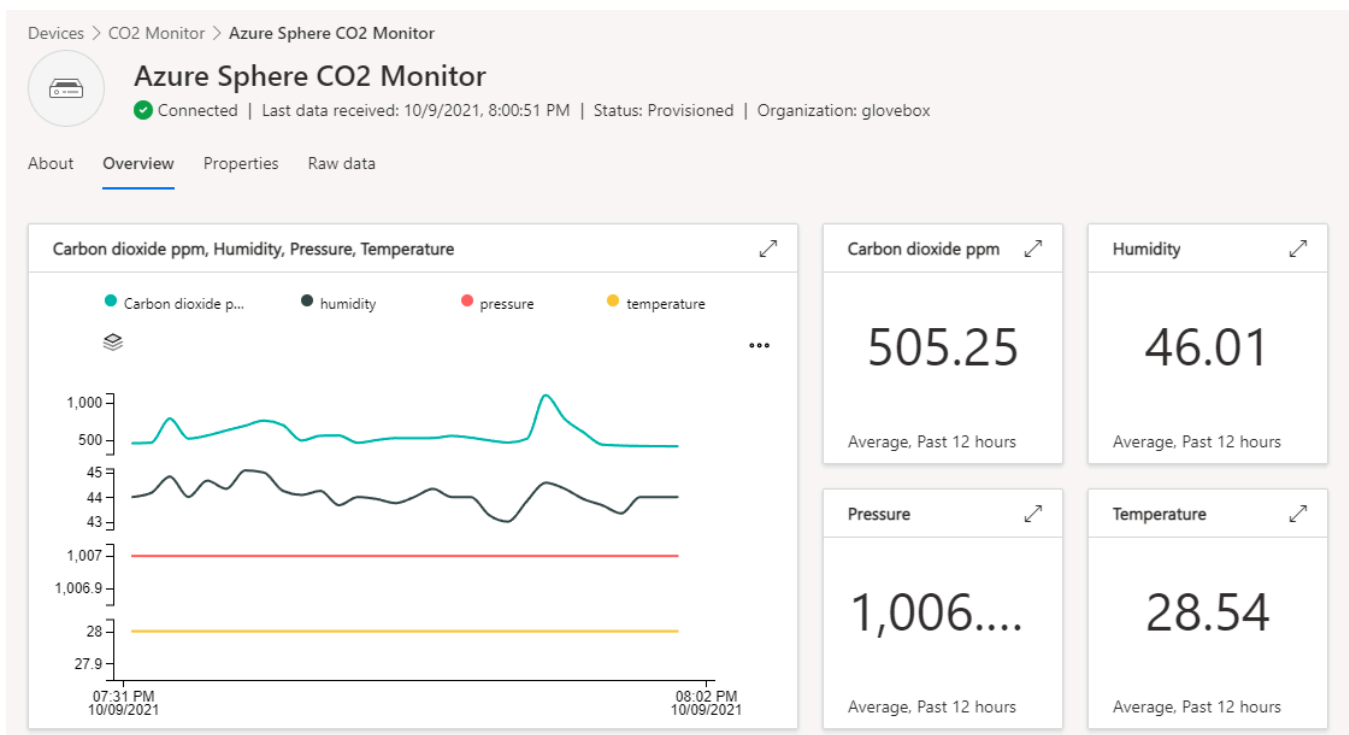 Devices > CO2 Monitor > Azure Sphere CO2 Monitor
Azure Sphere CO2 Monitor
Connected | Last data received: 10/9/2021, 8:00:51 PM | Status: Provisioned | Organization: glovebox
About Overview Properties Raw data
Carbon dioxide ppm, Humidity, Pressure, Temperature
Carbon dioxide p... humidity pressure temperature
1,000
500
45
44
43
1,007
1,006.9
28
27.9
07:31 PM
10/09/2021
08:02 PM
10/09/2021
Carbon dioxide ppm
505.25
Average, Past 12 hours
Humidity
46.01
Average, Past 12 hours
Pressure
1,006....
Average, Past 12 hours
Temperature
28.54
Average, Past 12 hours